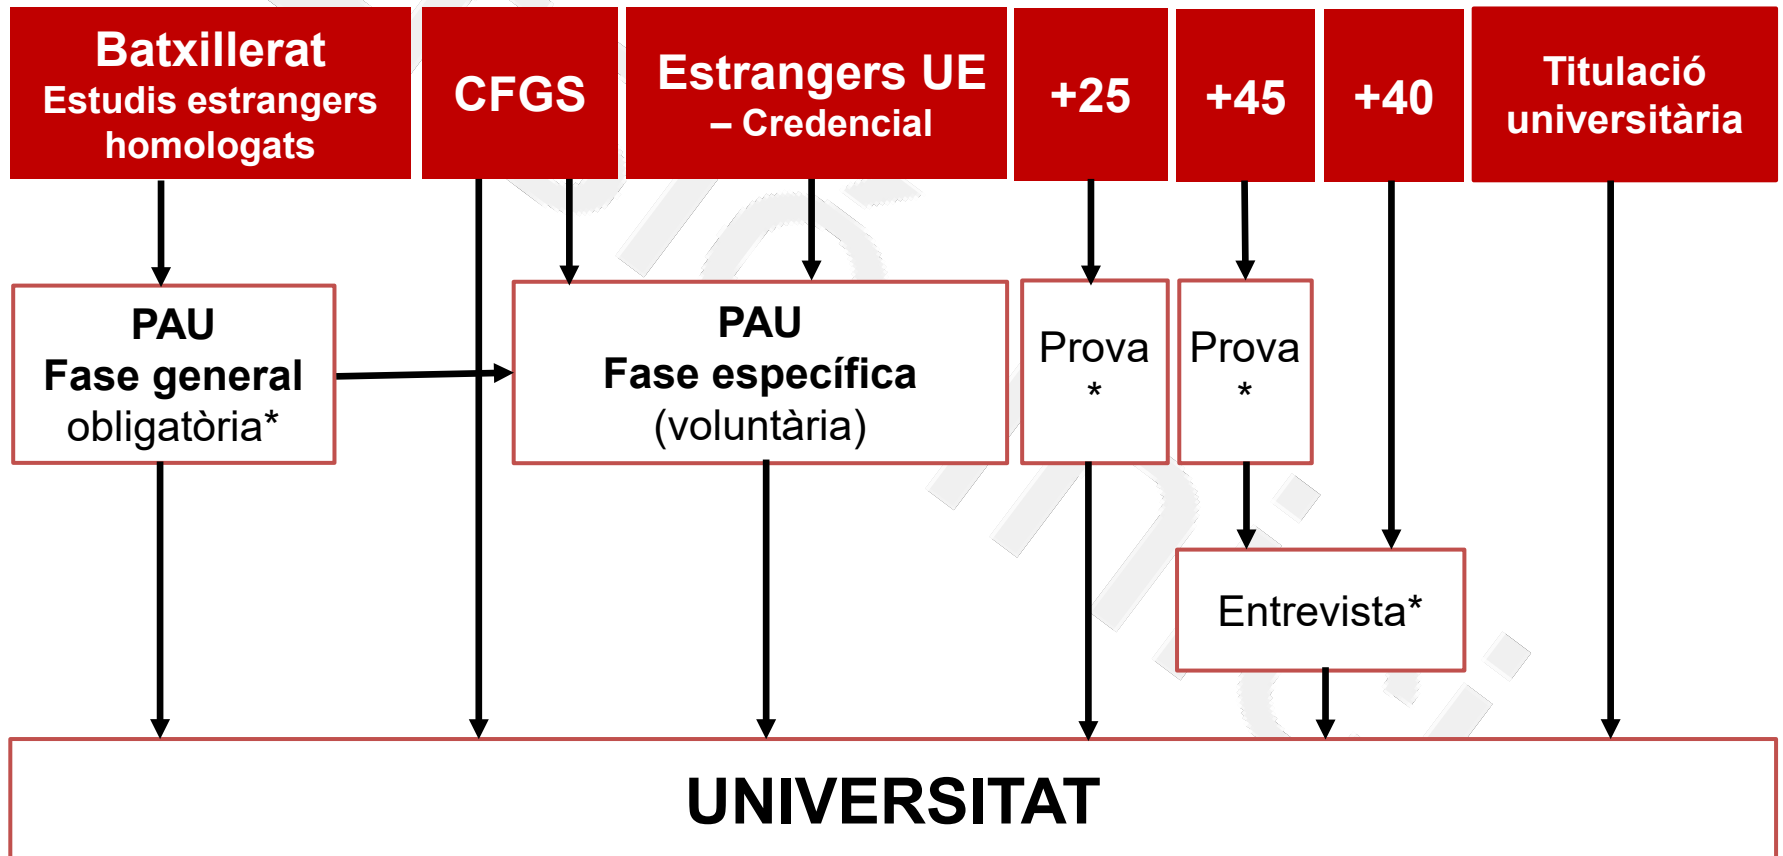 Batxillerat
Estudis estrangers
homologats
CFGS
Estrangers UE
– Credencial
+25
+45
+40
Titulació
universitària
PAU
Fase general
obligatòria*
PAU
Fase específica
(voluntària)
Prova
*
Prova
*
Entrevista*
UNIVERSITAT